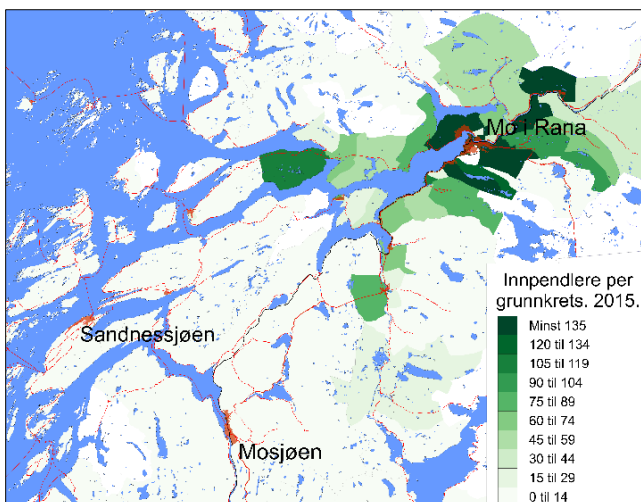 Mo i Rana
Sandnessjøen
Mosjøen
Innpendlere per
grunnkrets. 2015.
Minst 135
120 til 134
105 til 119
90 til 104
75 til 89
60 til 74
45 til 59
30 til 44
15 til 29
0 til 14